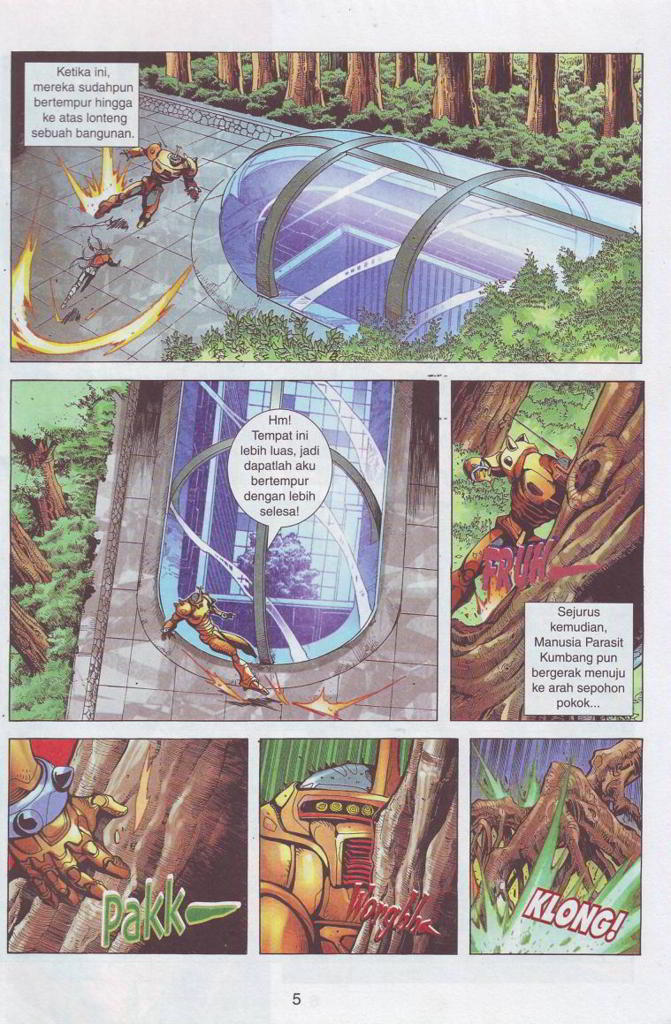 Ketika ini,
mereka sudahpun
bertempur hingga
ke atas lonteng
sebuah bangunan.
Hm!
Tempat ini
lebih luas, jadi
dapatlah aku
bertempur
dengan lebih
selesa!
FRUH
Sejurus
kemudian,
Manusia Parasit
Kumbang pun
bergerak menuju
ke arah sepohon
pokok...
Pakk
KLONG!
5